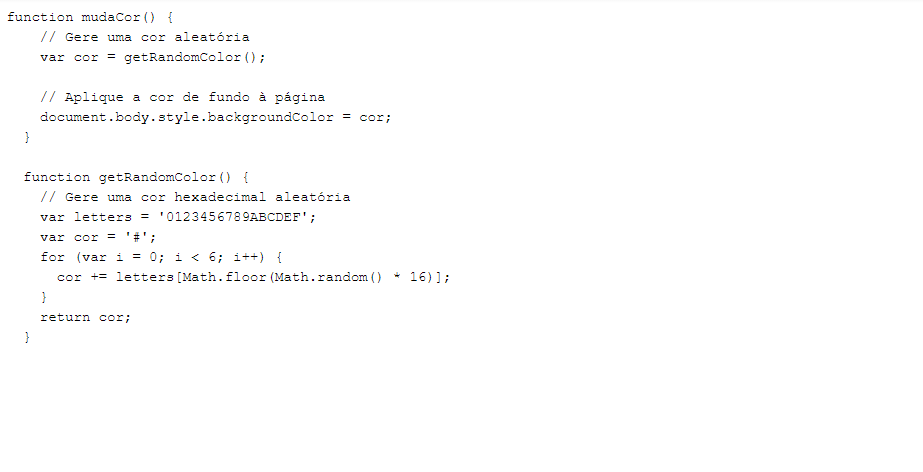 function mudaCor() {
    // Gere uma cor aleatória
    var cor = getRandomColor();

    // Aplique a cor de fundo à página
    document.body.style.backgroundColor = cor;
  }

  function getRandomColor() {
    // Gere uma cor hexadecimal aleatória
    var letters = '0123456789ABCDEF';
    var cor = '#';
    for (var i = 0; i < 6; i++) {
      cor += letters[Math.floor(Math.random() * 16)];
    }
    return cor;
  }